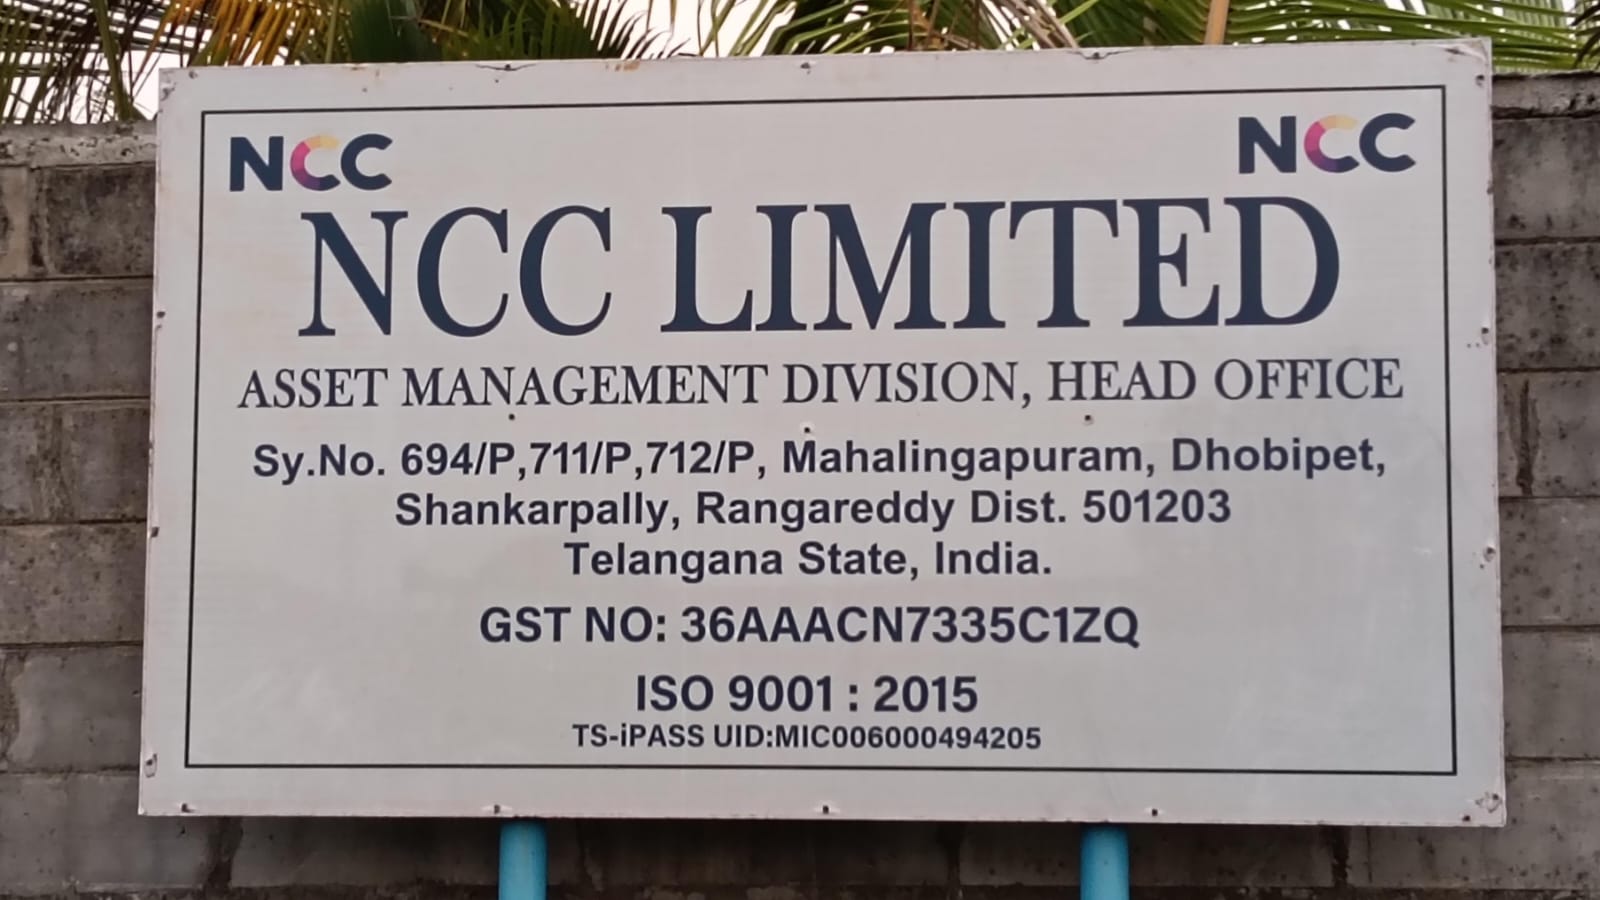 NCC NCC
NCC LIMITED
ASSET MANAGEMENT DIVISION, HEAD OFFICE
Sy.No. 694/P,711/P,712/P, Mahalingapuram, Dhobipet,
Shankarpally, Rangareddy Dist. 501203
Telangana State, India.
GST NO: 36AAACN7335C1ZQ
ISO 9001 : 2015
TS-iPASS UID:MIC006000494205